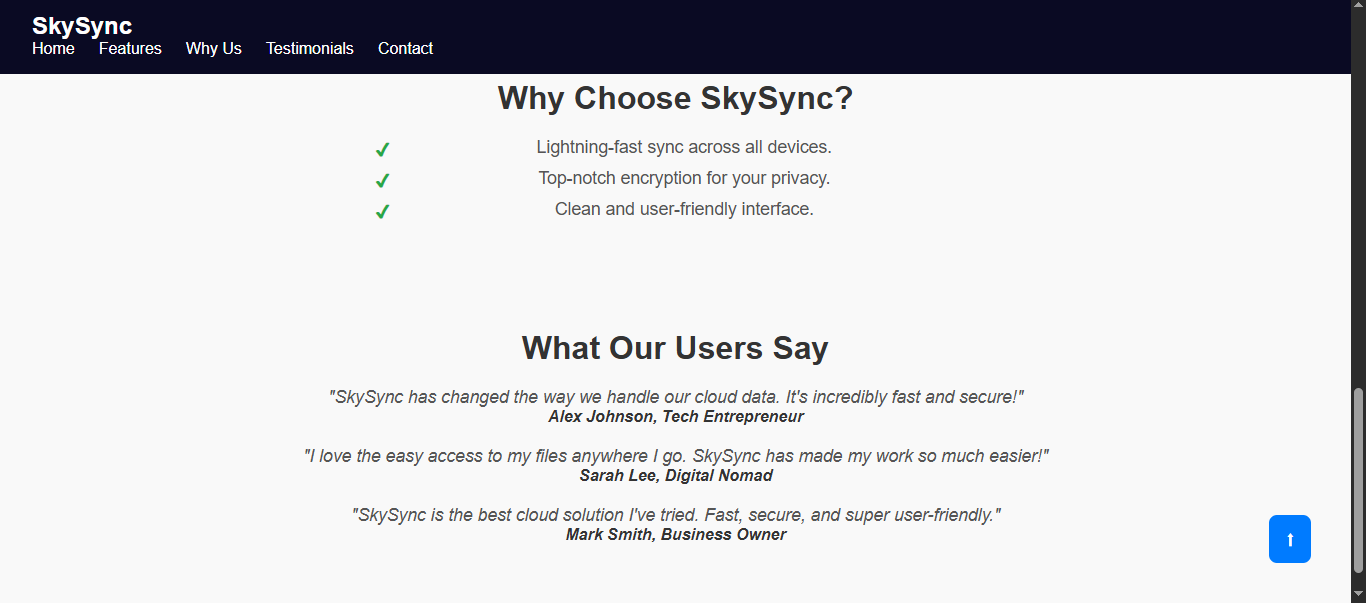 SkySync
Home Features Why Us Testimonials Contact
Why Choose SkySync?
✓ Lightning-fast sync across all devices.
✓ Top-notch encryption for your privacy.
✓ Clean and user-friendly interface.
What Our Users Say
"SkySync has changed the way we handle our cloud data. It's incredibly fast and secure!"
Alex Johnson, Tech Entrepreneur
"I love the easy access to my files anywhere I go. SkySync has made my work so much easier!"
Sarah Lee, Digital Nomad
"SkySync is the best cloud solution I've tried. Fast, secure, and super user-friendly."
Mark Smith, Business Owner
↑